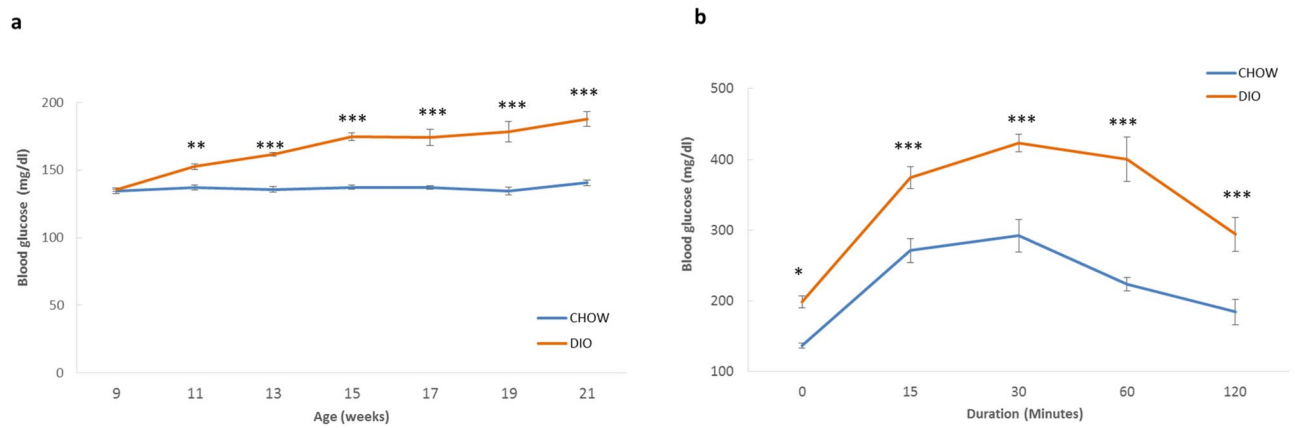 a
Blood glucose (mg/dl)
200
150
100
50
0
**
***
***
***
***
***
CHOW
DIO
9 11 13 15 17 19 21
Age (weeks)
b
Blood glucose (mg/dl)
500
400
300
200
100
*
***
***
***
***
CHOW
DIO
0 15 30 60 120
Duration (Minutes)